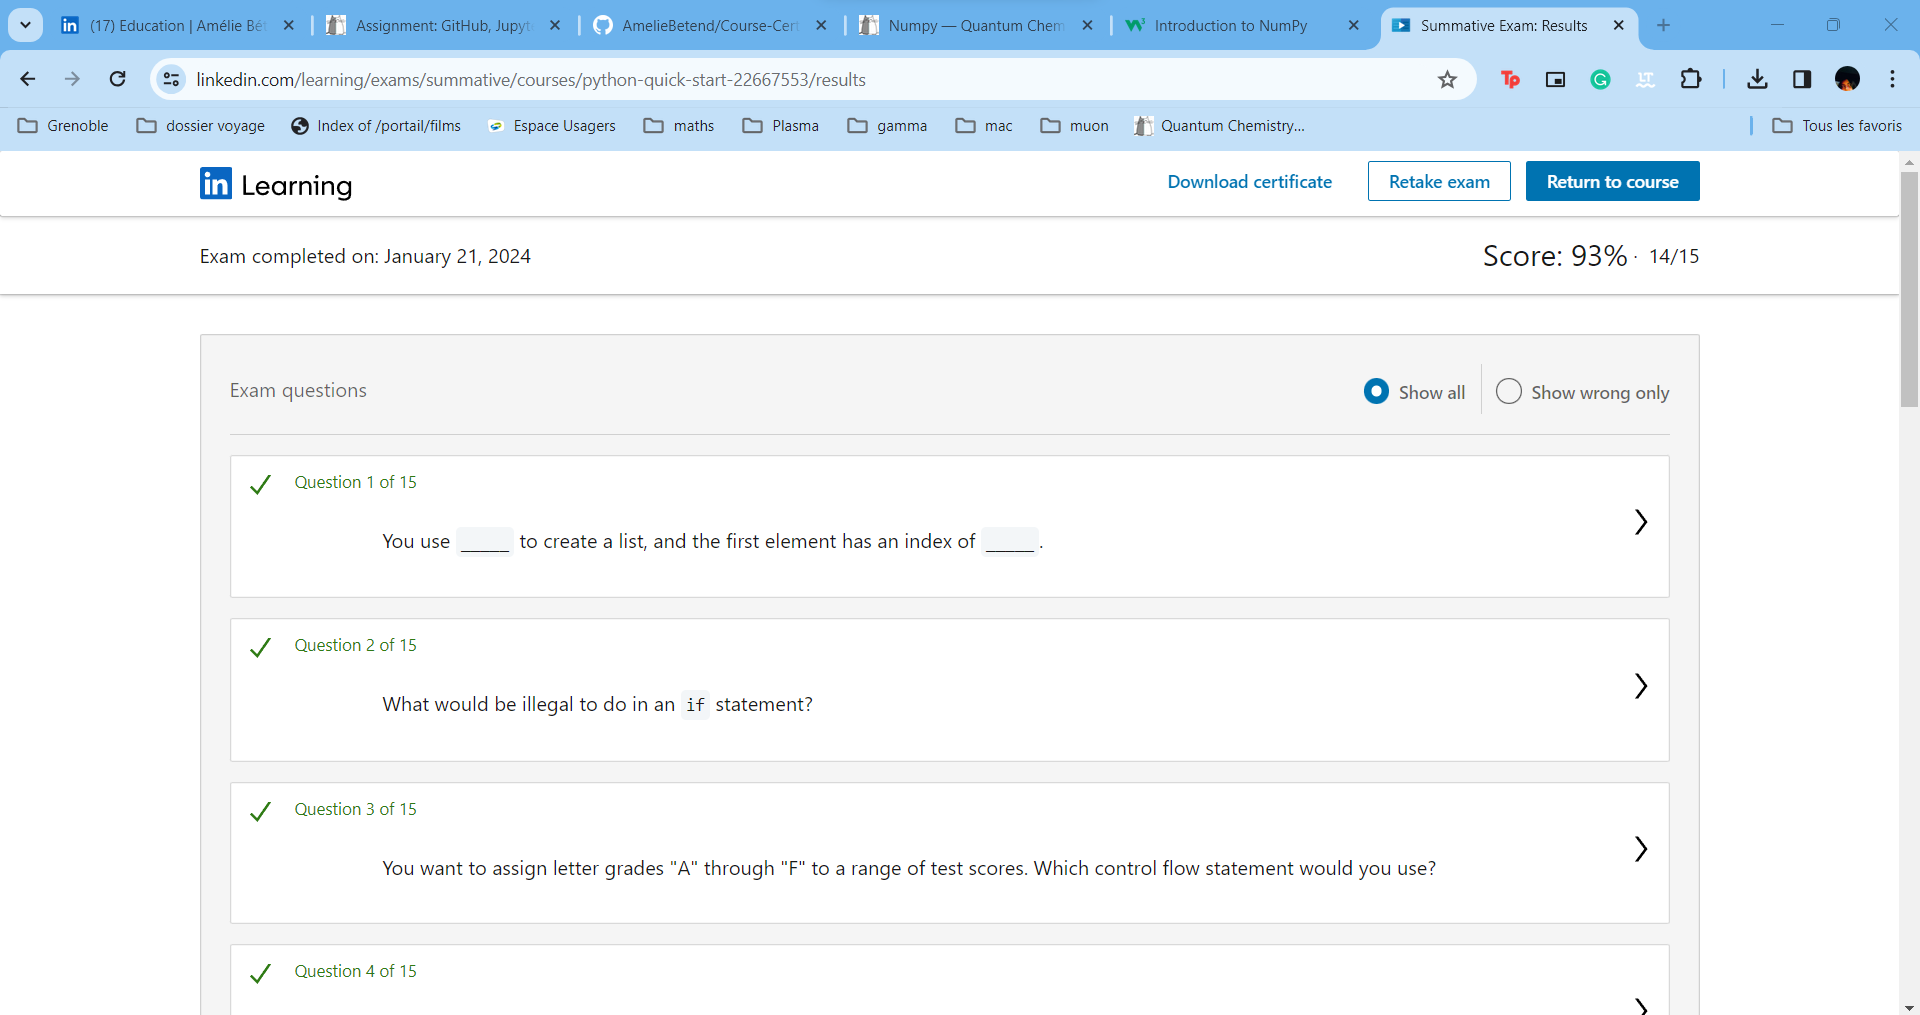 (17) Education | Amélie Bét
Assignment: GitHub, Jupyt
AmelieBetend/Course-Cert
Numpy — Quantum Chem
Introduction to NumPy
Summative Exam: Results
linkedin.com/learning/exams/summative/courses/python-quick-start-22667553/results
Grenoble
dossier voyage
Index of /portail/films
Espace Usagers
maths
Plasma
gamma
mac
muon
Quantum Chemistry...
Tous les favoris
in Learning
Download certificate
Retake exam
Return to course
Exam completed on: January 21, 2024
Score: 93% · 14/15
Exam questions
Show all
Show wrong only
Question 1 of 15
You use _____ to create a list, and the first element has an index of _____.
Question 2 of 15
What would be illegal to do in an if statement?
Question 3 of 15
You want to assign letter grades "A" through "F" to a range of test scores. Which control flow statement would you use?
Question 4 of 15